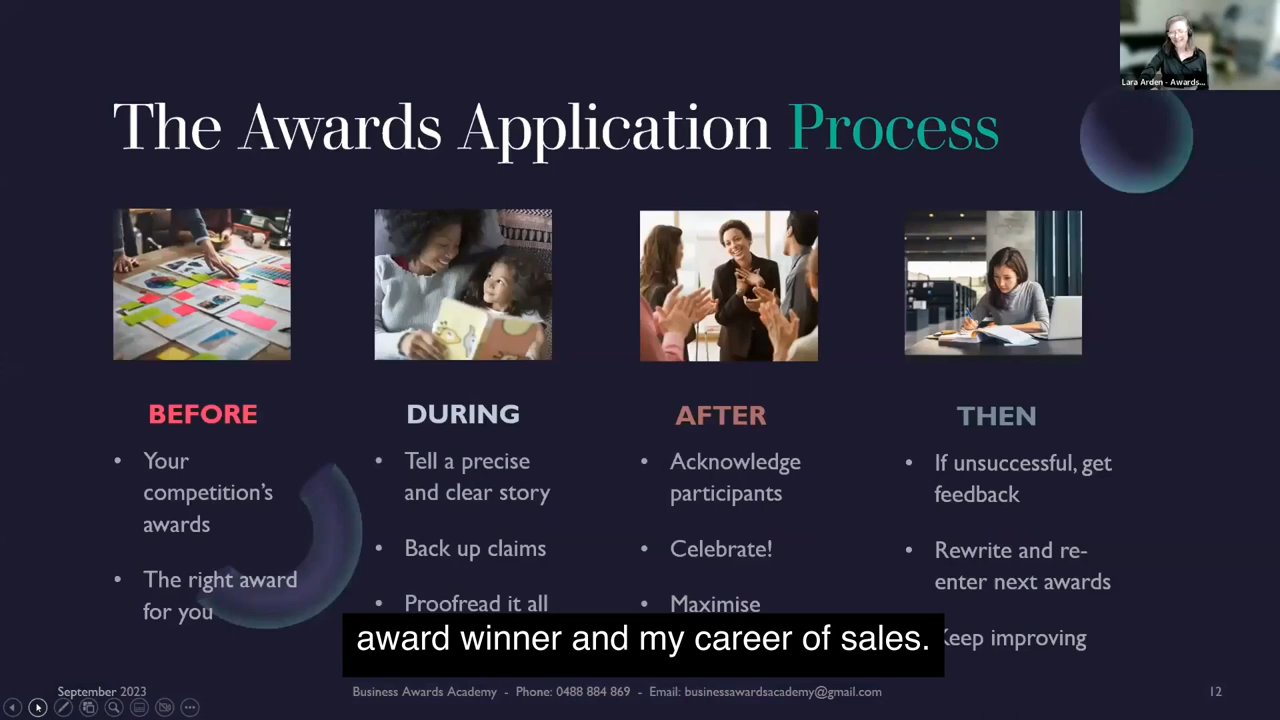 Lara Arden - Awards...
The Awards Application Process
BEFORE
• Your
competition's
awards
• The right award
for you
DURING
• Tell a precise
and clear story
• Back up claims
• Proofread it all
AFTER
• Acknowledge
participants
• Celebrate!
• Maximise
THEN
• If unsuccessful, get
feedback
• Rewrite and re-
enter next awards
Keep improving
award winner and my career of sales.
September 2023
Business Awards Academy - Phone: 0488 884 869 - Email: businessawardsacademy@gmail.com
12